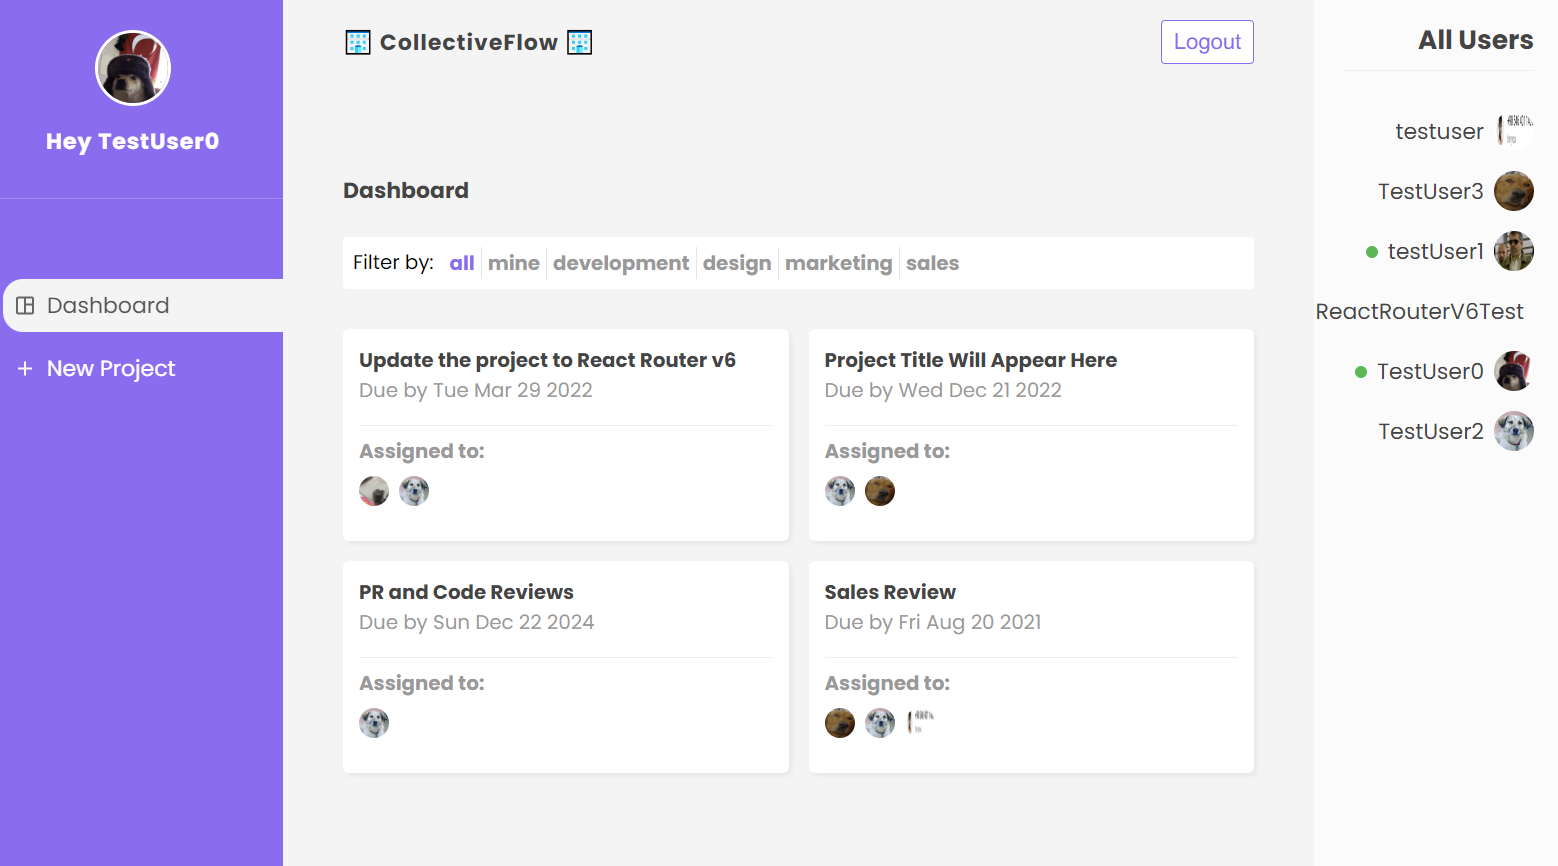 Hey TestUser0
Dashboard
New Project
CollectiveFlow
Logout
Dashboard
Filter by: all mine development design marketing sales
Update the project to React Router v6
Due by Tue Mar 29 2022
Assigned to:
Project Title Will Appear Here
Due by Wed Dec 21 2022
Assigned to:
PR and Code Reviews
Due by Sun Dec 22 2024
Assigned to:
Sales Review
Due by Fri Aug 20 2021
Assigned to:
All Users
testuser
TestUser3
testUser1
ReactRouterV6Test
TestUser0
TestUser2